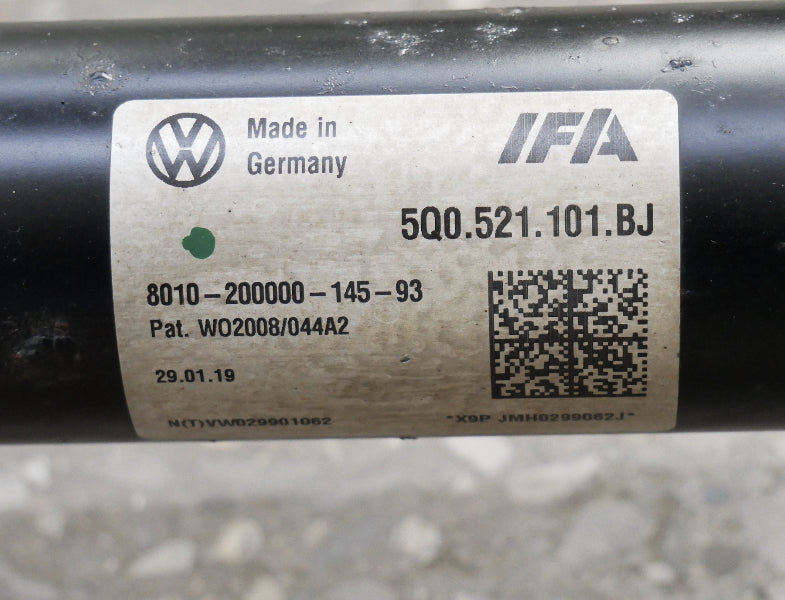 Made in
Germany
IFA
5Q0.521.101.BJ
8010-200000-145-93
Pat. WO2008/044A2
29.01.19
N(T)VW029901062
*X9P JMH0299062J*